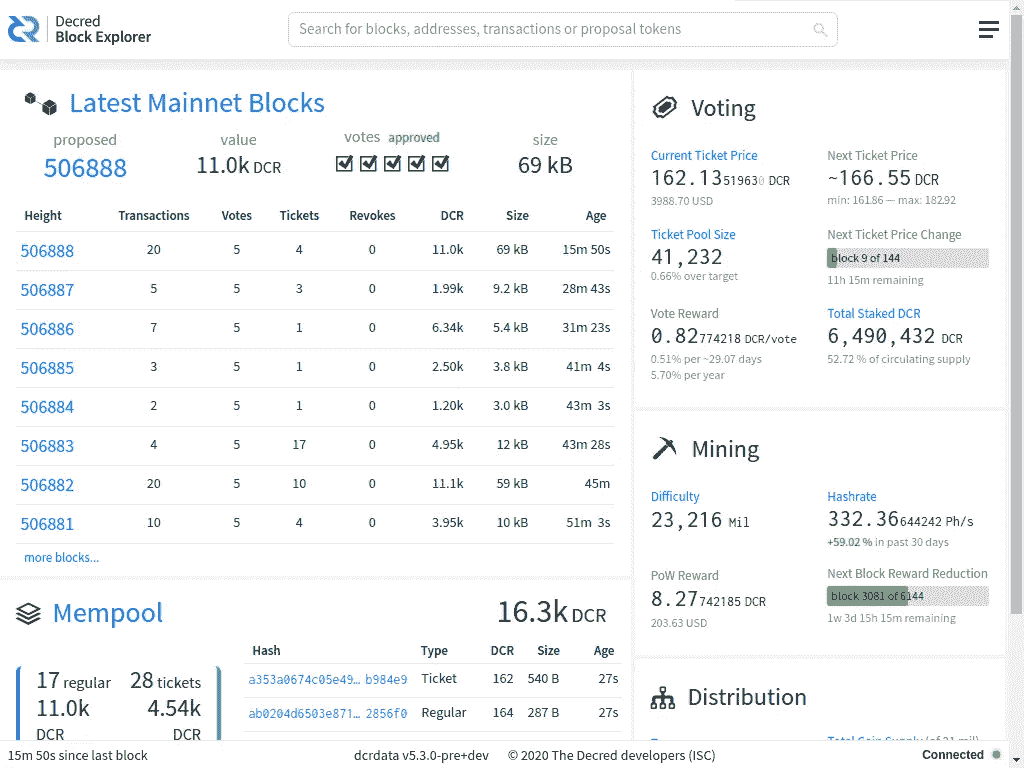 Decred
Block Explorer
Search for blocks, addresses, transactions or proposal tokens
Latest Mainnet Blocks
proposed value votes approved size
506888 11.0k DCR 69 kB
Height Transactions Votes Tickets Revokes DCR Size Age
506888 20 5 4 0 11.0k 69 kB 15m 50s
506887 5 5 3 0 1.99k 9.2 kB 28m 43s
506886 7 5 1 0 6.34k 5.4 kB 31m 23s
506885 3 5 1 0 2.50k 3.8 kB 41m 4s
506884 2 5 1 0 1.20k 3.0 kB 43m 3s
506883 4 5 17 0 4.95k 12 kB 43m 28s
506882 20 5 10 0 11.1k 59 kB 45m
506881 10 5 4 0 3.95k 10 kB 51m 3s
more blocks...
Mempool 16.3k DCR
17 regular 28 tickets
11.0k 4.54k
DCR DCR
Hash Type DCR Size Age
a353a0674c05e49… b984e9 Ticket 162 540 B 27s
ab0204d6503e871… 2856f0 Regular 164 287 B 27s
Voting
Current Ticket Price
162.13519630 DCR
3988.70 USD
Next Ticket Price
~166.55 DCR
min: 161.86 — max: 182.92
Ticket Pool Size
41,232
0.66% over target
Next Ticket Price Change
block 9 of 144
11h 15m remaining
Vote Reward
0.82774218 DCR/vote
0.51% per ~29.07 days
5.70% per year
Total Staked DCR
6,490,432 DCR
52.72 % of circulating supply
Mining
Difficulty
23,216 Mil
Hashrate
332.36644242 Ph/s
+59.02 % in past 30 days
PoW Reward
8.27742185 DCR
203.63 USD
Next Block Reward Reduction
block 3081 of 6144
1w 3d 15h 15m remaining
Distribution
Total Coin Supply (of 21 mil)
15m 50s since last block dcrdata v5.3.0-pre+dev © 2020 The Decred developers (ISC) Connected